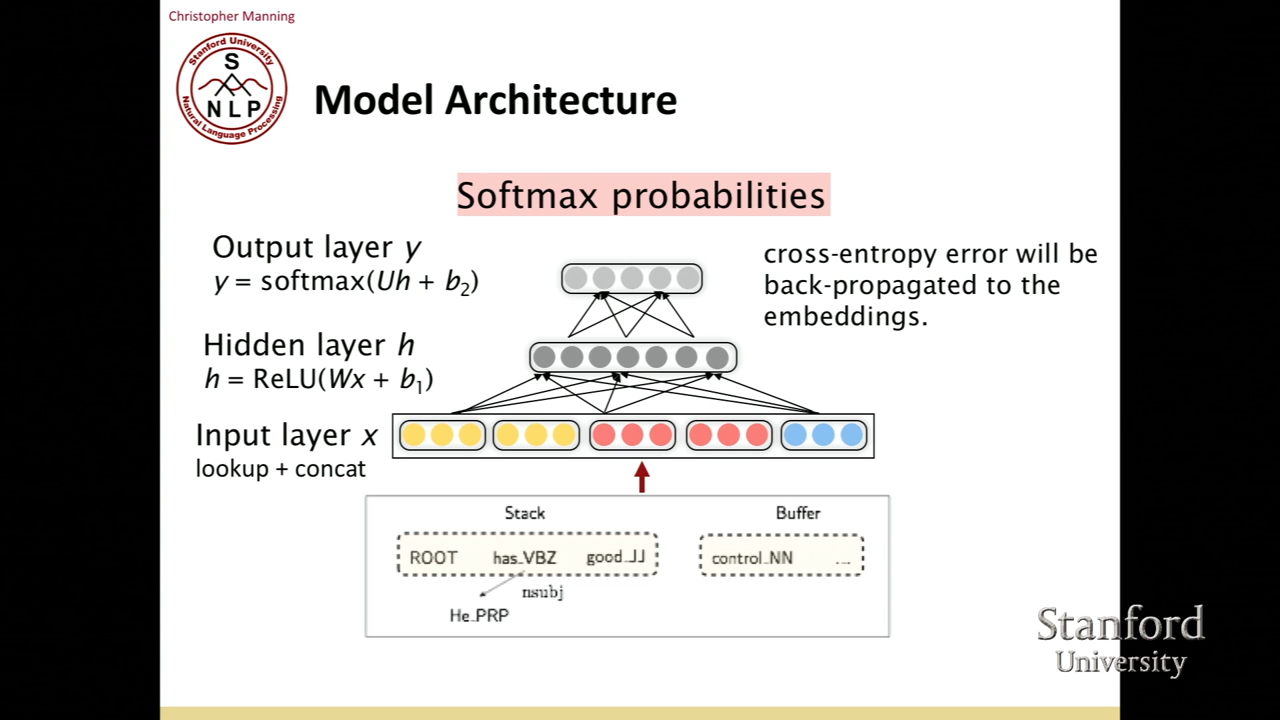 Christopher Manning
Stanford University
S
NLP
Natural Language Processing
Model Architecture
Softmax probabilities
Output layer y
y = softmax(Uh + b₂)
cross-entropy error will be
back-propagated to the
embeddings.
Hidden layer h
h = ReLU(Wx + b₁)
Input layer x
lookup + concat
Stack
Buffer
ROOT has_VBZ good_JJ
control_NN ...
nsubj
He_PRP
Stanford
University